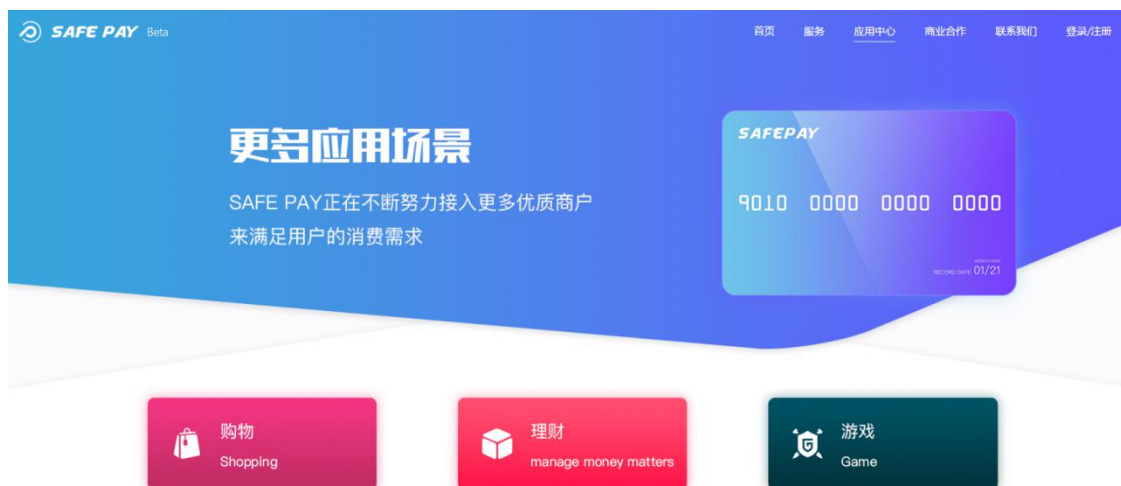 SAFE PAY Beta
首页 服务 应用中心 商业合作 联系我们 登录/注册
更多应用场景
SAFE PAY正在不断努力接入更多优质商户
来满足用户的消费需求
SAFEPAY
9010 0000 0000 0000
RECORD DATE 01/21
购物
Shopping
理财
manage money matters
游戏
Game